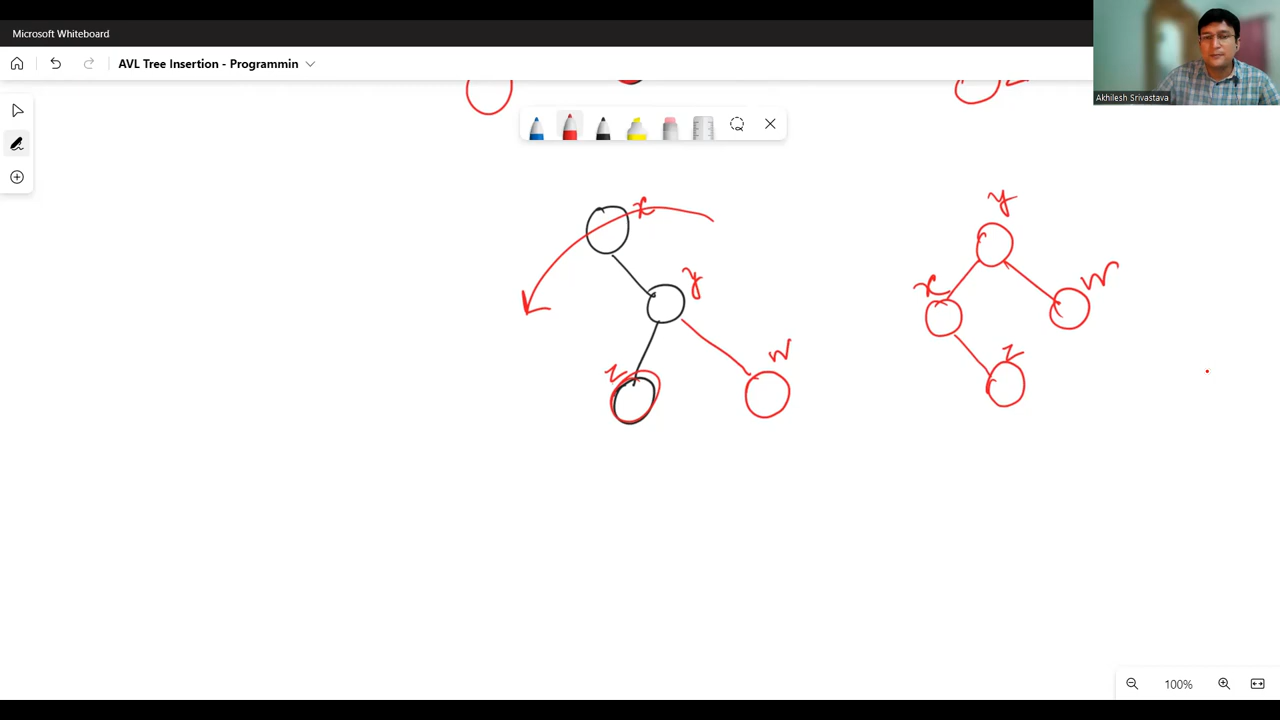 Microsoft Whiteboard
AVL Tree Insertion - Programmin
Akhilesh Srivastava
x
y
z
w
y
x
w
z
100%